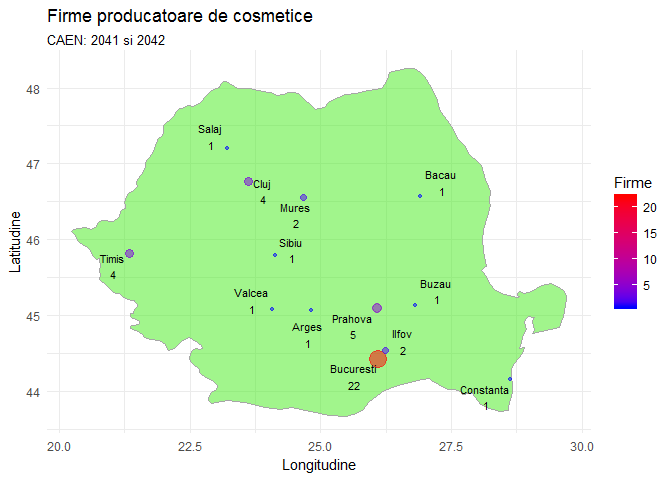 Firme producatoare de cosmetice
CAEN: 2041 si 2042
48
47
46
45
44
Latitudine
Salaj
1
Cluj
4
Mures
2
Bacau
1
Sibiu
1
Timis
4
Valcea
1
Arges
1
Buzau
1
Prahova
5
Ilfov
2
Bucuresti
22
Constanta
1
20.0
22.5
25.0
27.5
30.0
Longitudine
Firme
20
15
10
5